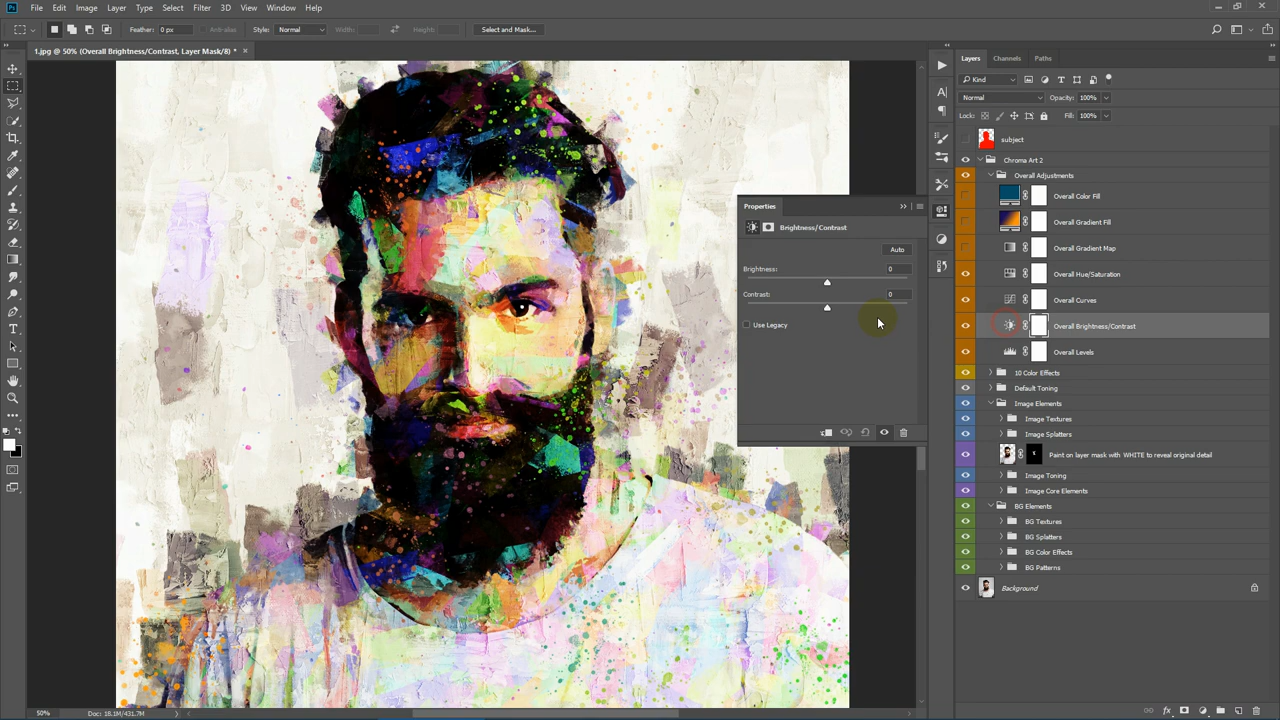 Ps File Edit Image Layer Type Select Filter 3D View Window Help
Feather: 0 px Anti-alias Style: Normal Width: Height: Select and Mask...
1.jpg @ 50% (Overall Brightness/Contrast, Layer Mask/8) * ×
Properties
Brightness/Contrast
Auto
Brightness: 0
Contrast: 0
Use Legacy
Layers Channels Paths
Kind
Normal Opacity: 100%
Lock: Fill: 100%
subject
Chroma Art 2
Overall Adjustments
Overall Color Fill
Overall Gradient Fill
Overall Gradient Map
Overall Hue/Saturation
Overall Curves
Overall Brightness/Contrast
Overall Levels
10 Color Effects
Default Toning
Image Elements
Image Textures
Image Splatters
Paint on layer mask with WHITE to reveal original detail
Image Toning
Image Core Elements
BG Elements
BG Textures
BG Splatters
BG Color Effects
BG Patterns
Background
50% Doc: 18.1M/431.7M